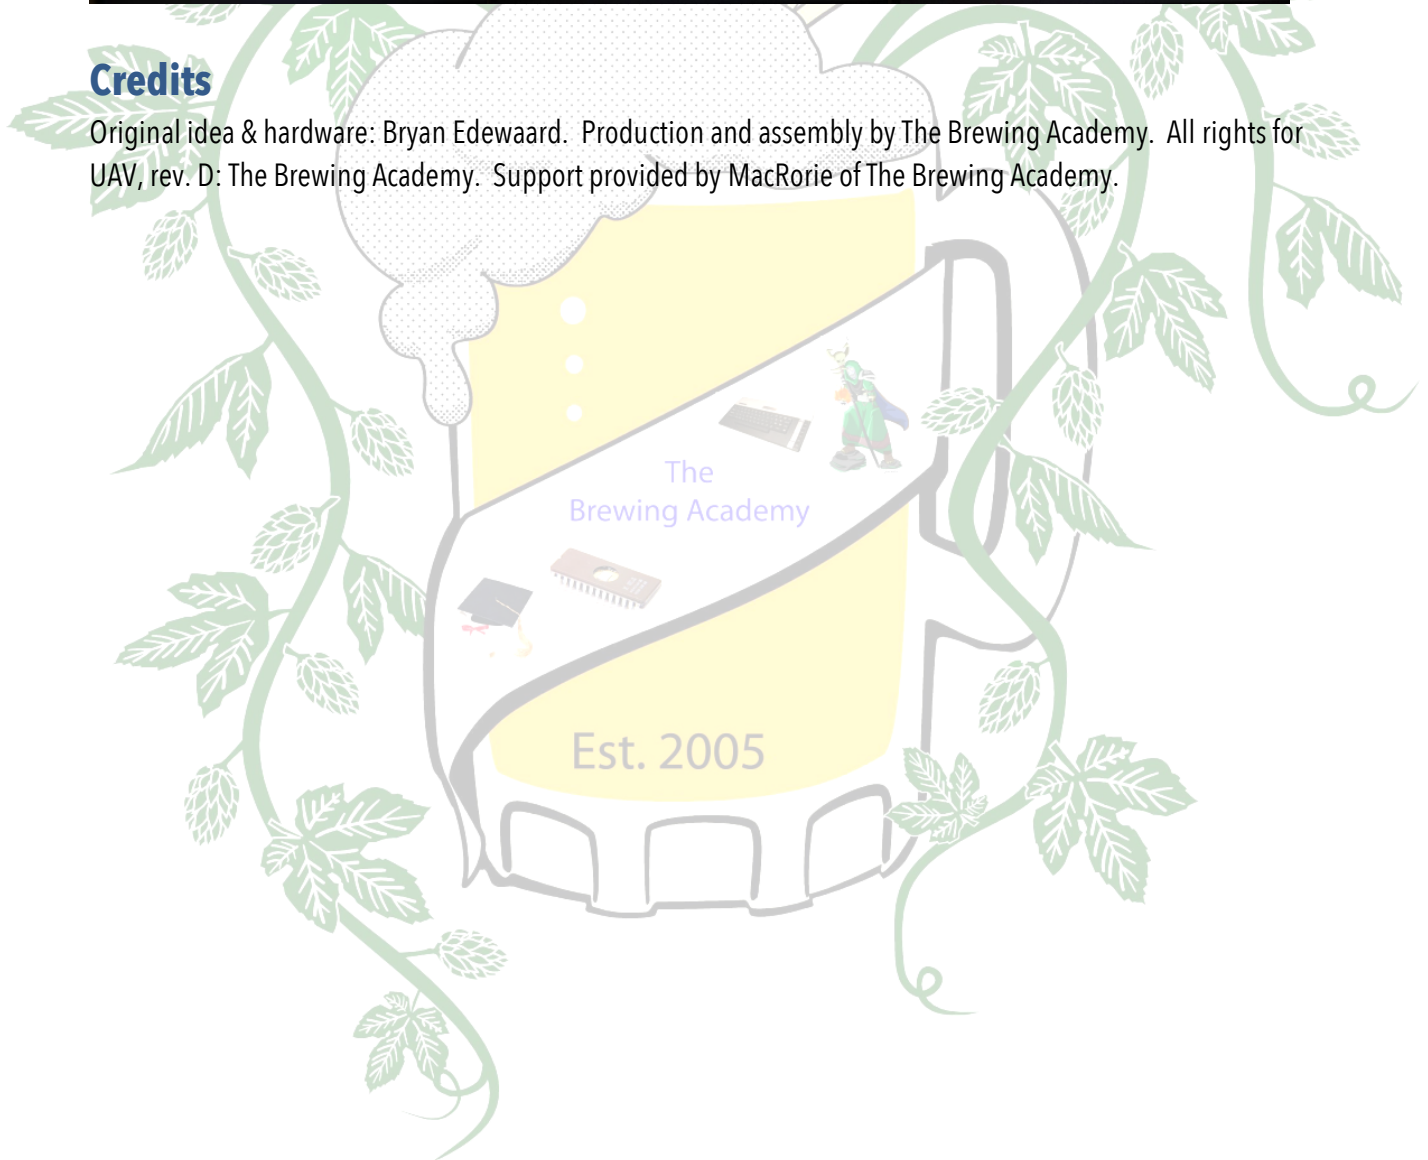 Credits
Original idea & hardware: Bryan Edewaard.  Production and assembly by The Brewing Academy.  All rights for
UAV, rev. D: The Brewing Academy.  Support provided by MacRorie of The Brewing Academy.
The
Brewing Academy
Est. 2005